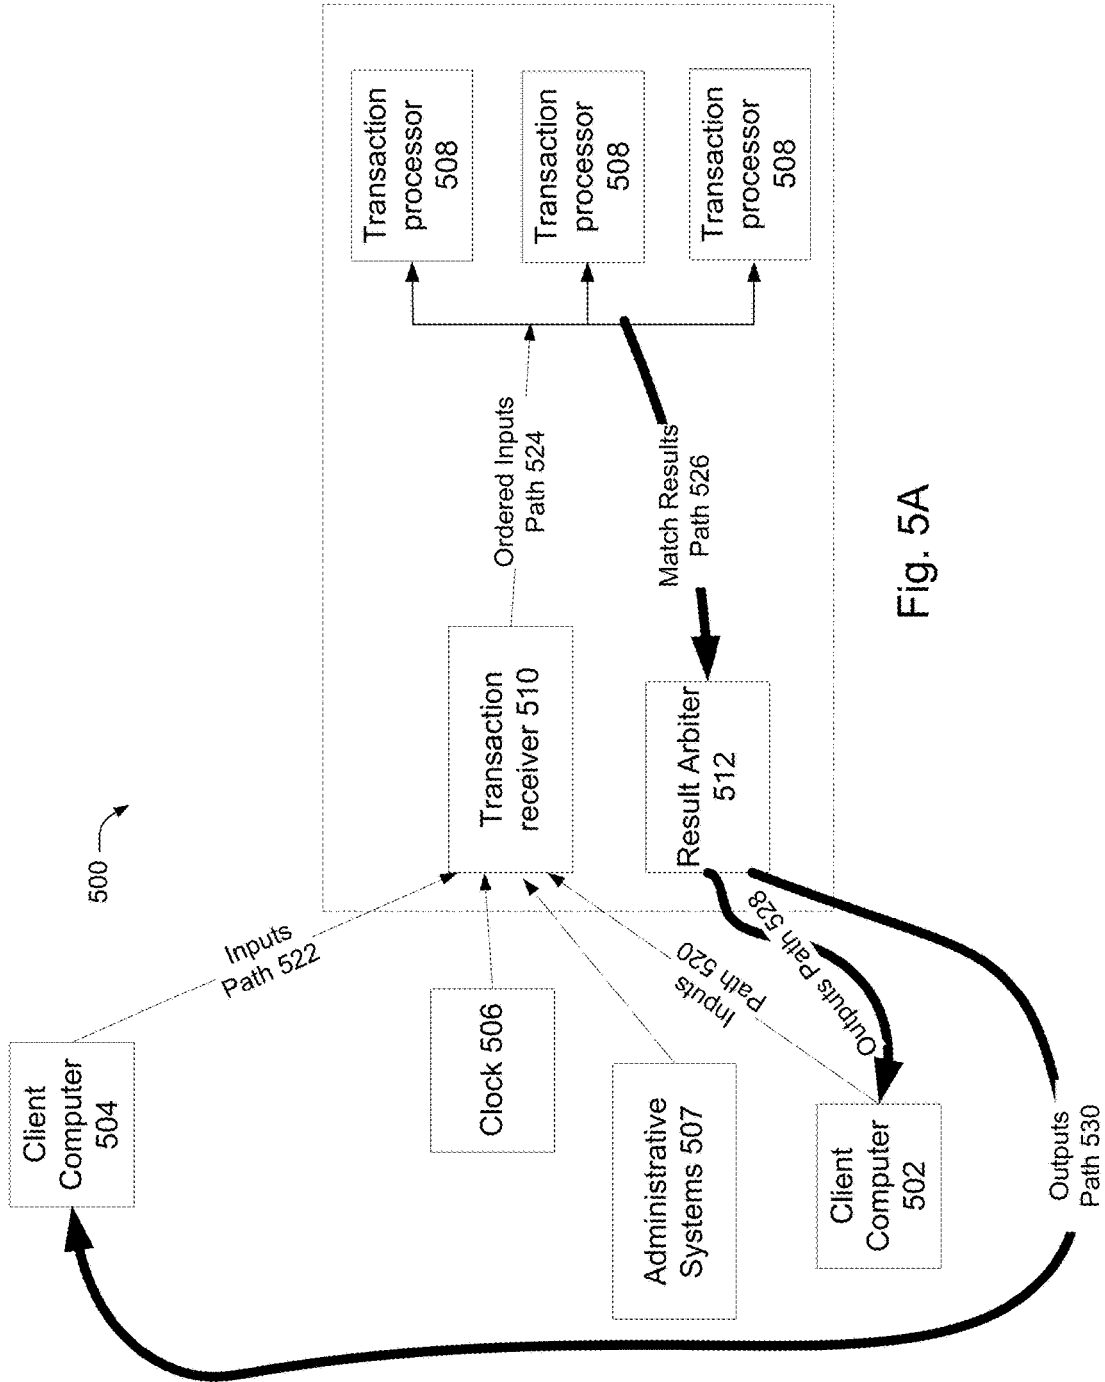 500
Client
Computer
504
Inputs
Path 522
Clock 506
Administrative
Systems 507
Client
Computer
502
Inputs
Path 520
Outputs Path 528
Outputs
Path 530
Transaction
receiver 510
Result Arbiter
512
Ordered Inputs
Path 524
Match Results
Path 526
Transaction
processor
508
Transaction
processor
508
Transaction
processor
508
Fig. 5A